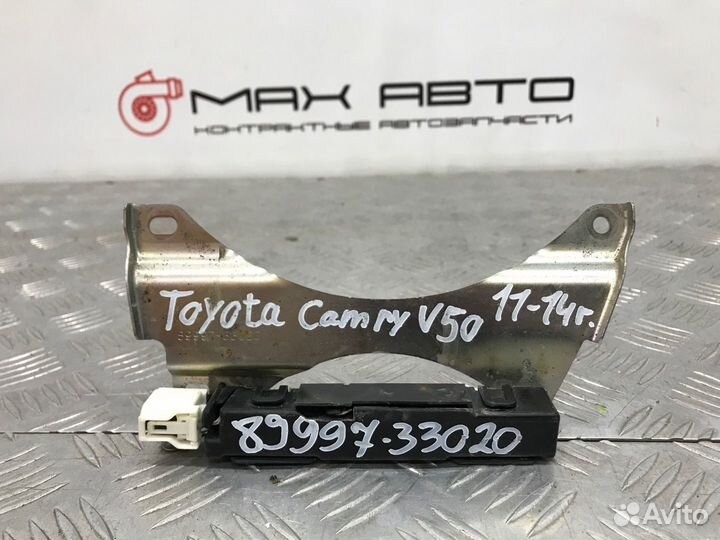 MAX АВТО
КОНТРАКТНЫЕ АВТОЗАПЧАСТИ
Toyota Camry V50 11-14г.
89997-33020
Avito